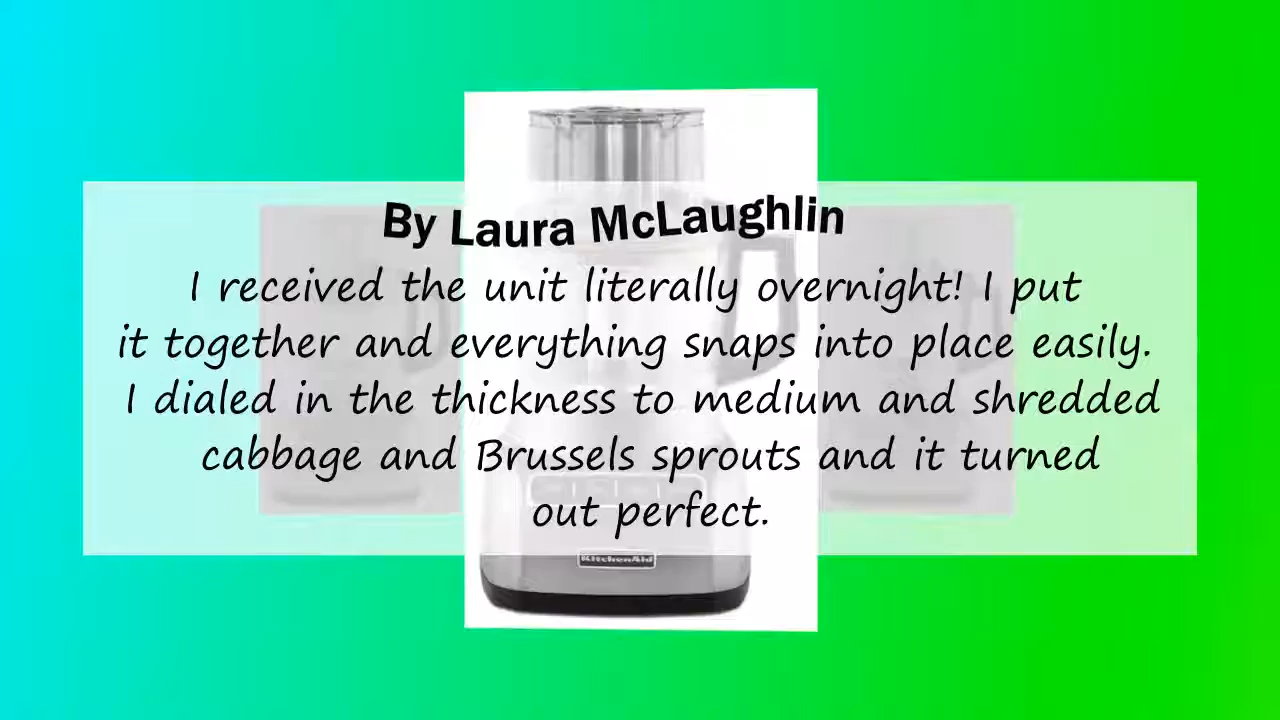 By Laura McLaughlin
I received the unit literally overnight! I put
it together and everything snaps into place easily.
I dialed in the thickness to medium and shredded
cabbage and Brussels sprouts and it turned
out perfect.
KitchenAid